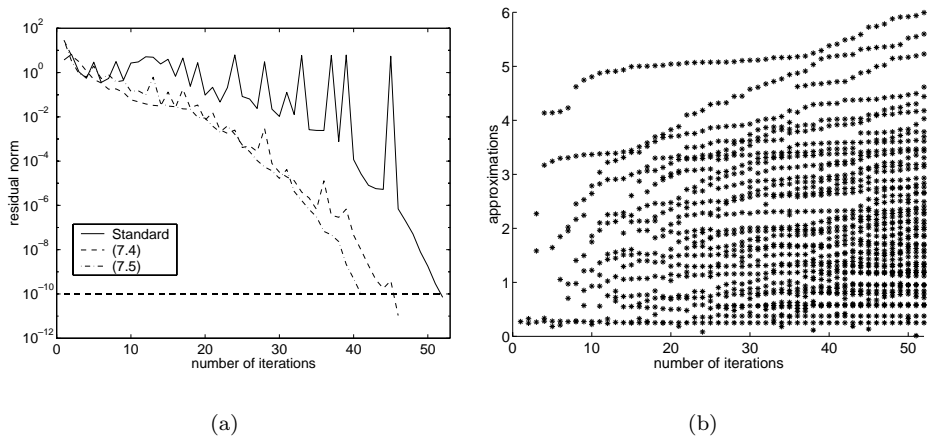 10^2
10^0
10^−2
10^−4
10^−6
10^−8
10^−10
10^−12
residual norm
Standard
(7.4)
(7.5)
0 10 20 30 40 50
number of iterations
(a)
6
5
4
3
2
1
0
approximations
0 10 20 30 40 50
number of iterations
(b)